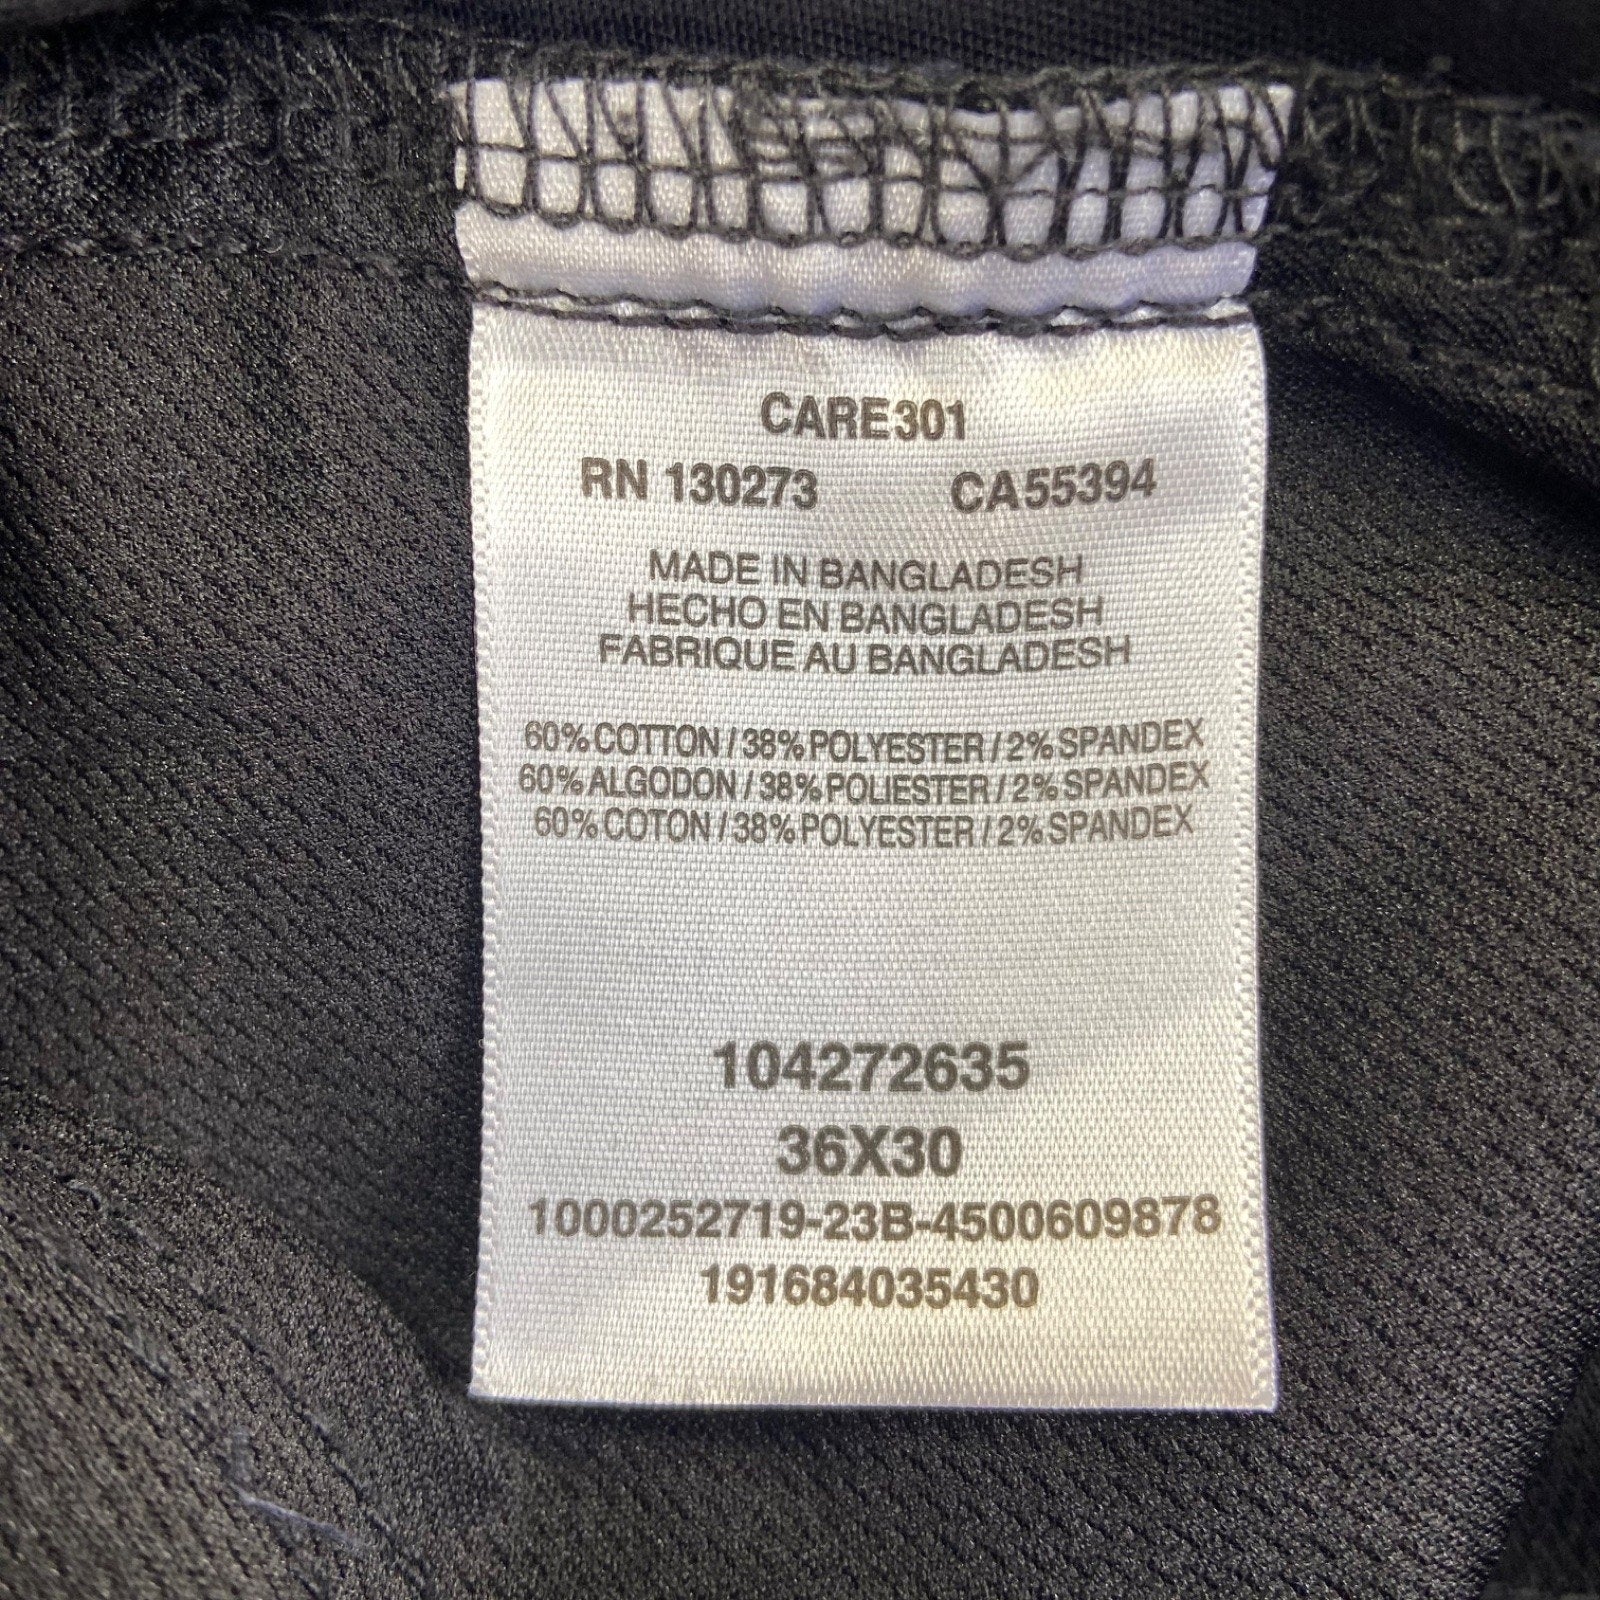 CARE301
RN 130273 CA55394
MADE IN BANGLADESH
HECHO EN BANGLADESH
FABRIQUE AU BANGLADESH
60% COTTON / 38% POLYESTER / 2% SPANDEX
60% ALGODON / 38% POLIESTER / 2% SPANDEX
60% COTON / 38% POLYESTER / 2% SPANDEX
104272635
36X30
1000252719-23B-4500609878
191684035430